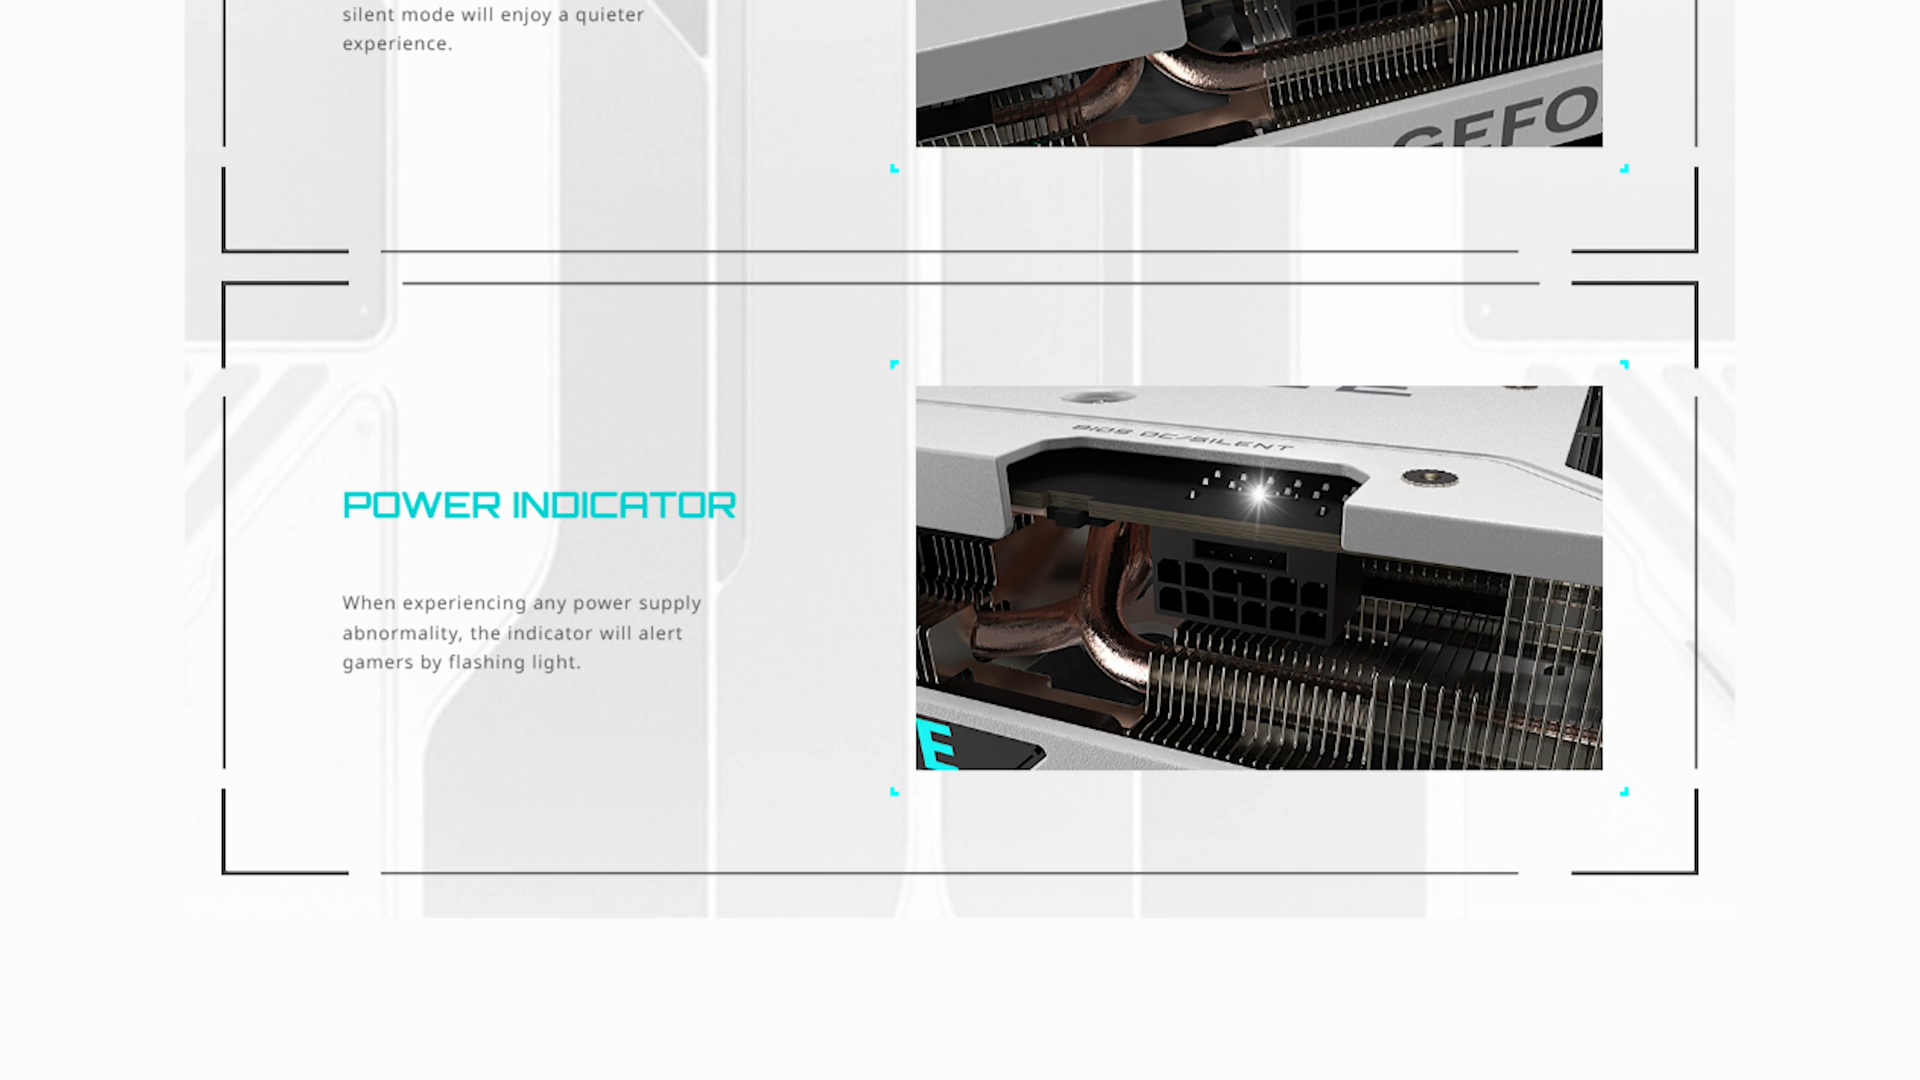 silent mode will enjoy a quieter
experience.
GEFO
BIOS OC/SILENT
POWER INDICATOR
When experiencing any power supply
abnormality, the indicator will alert
gamers by flashing light.
E